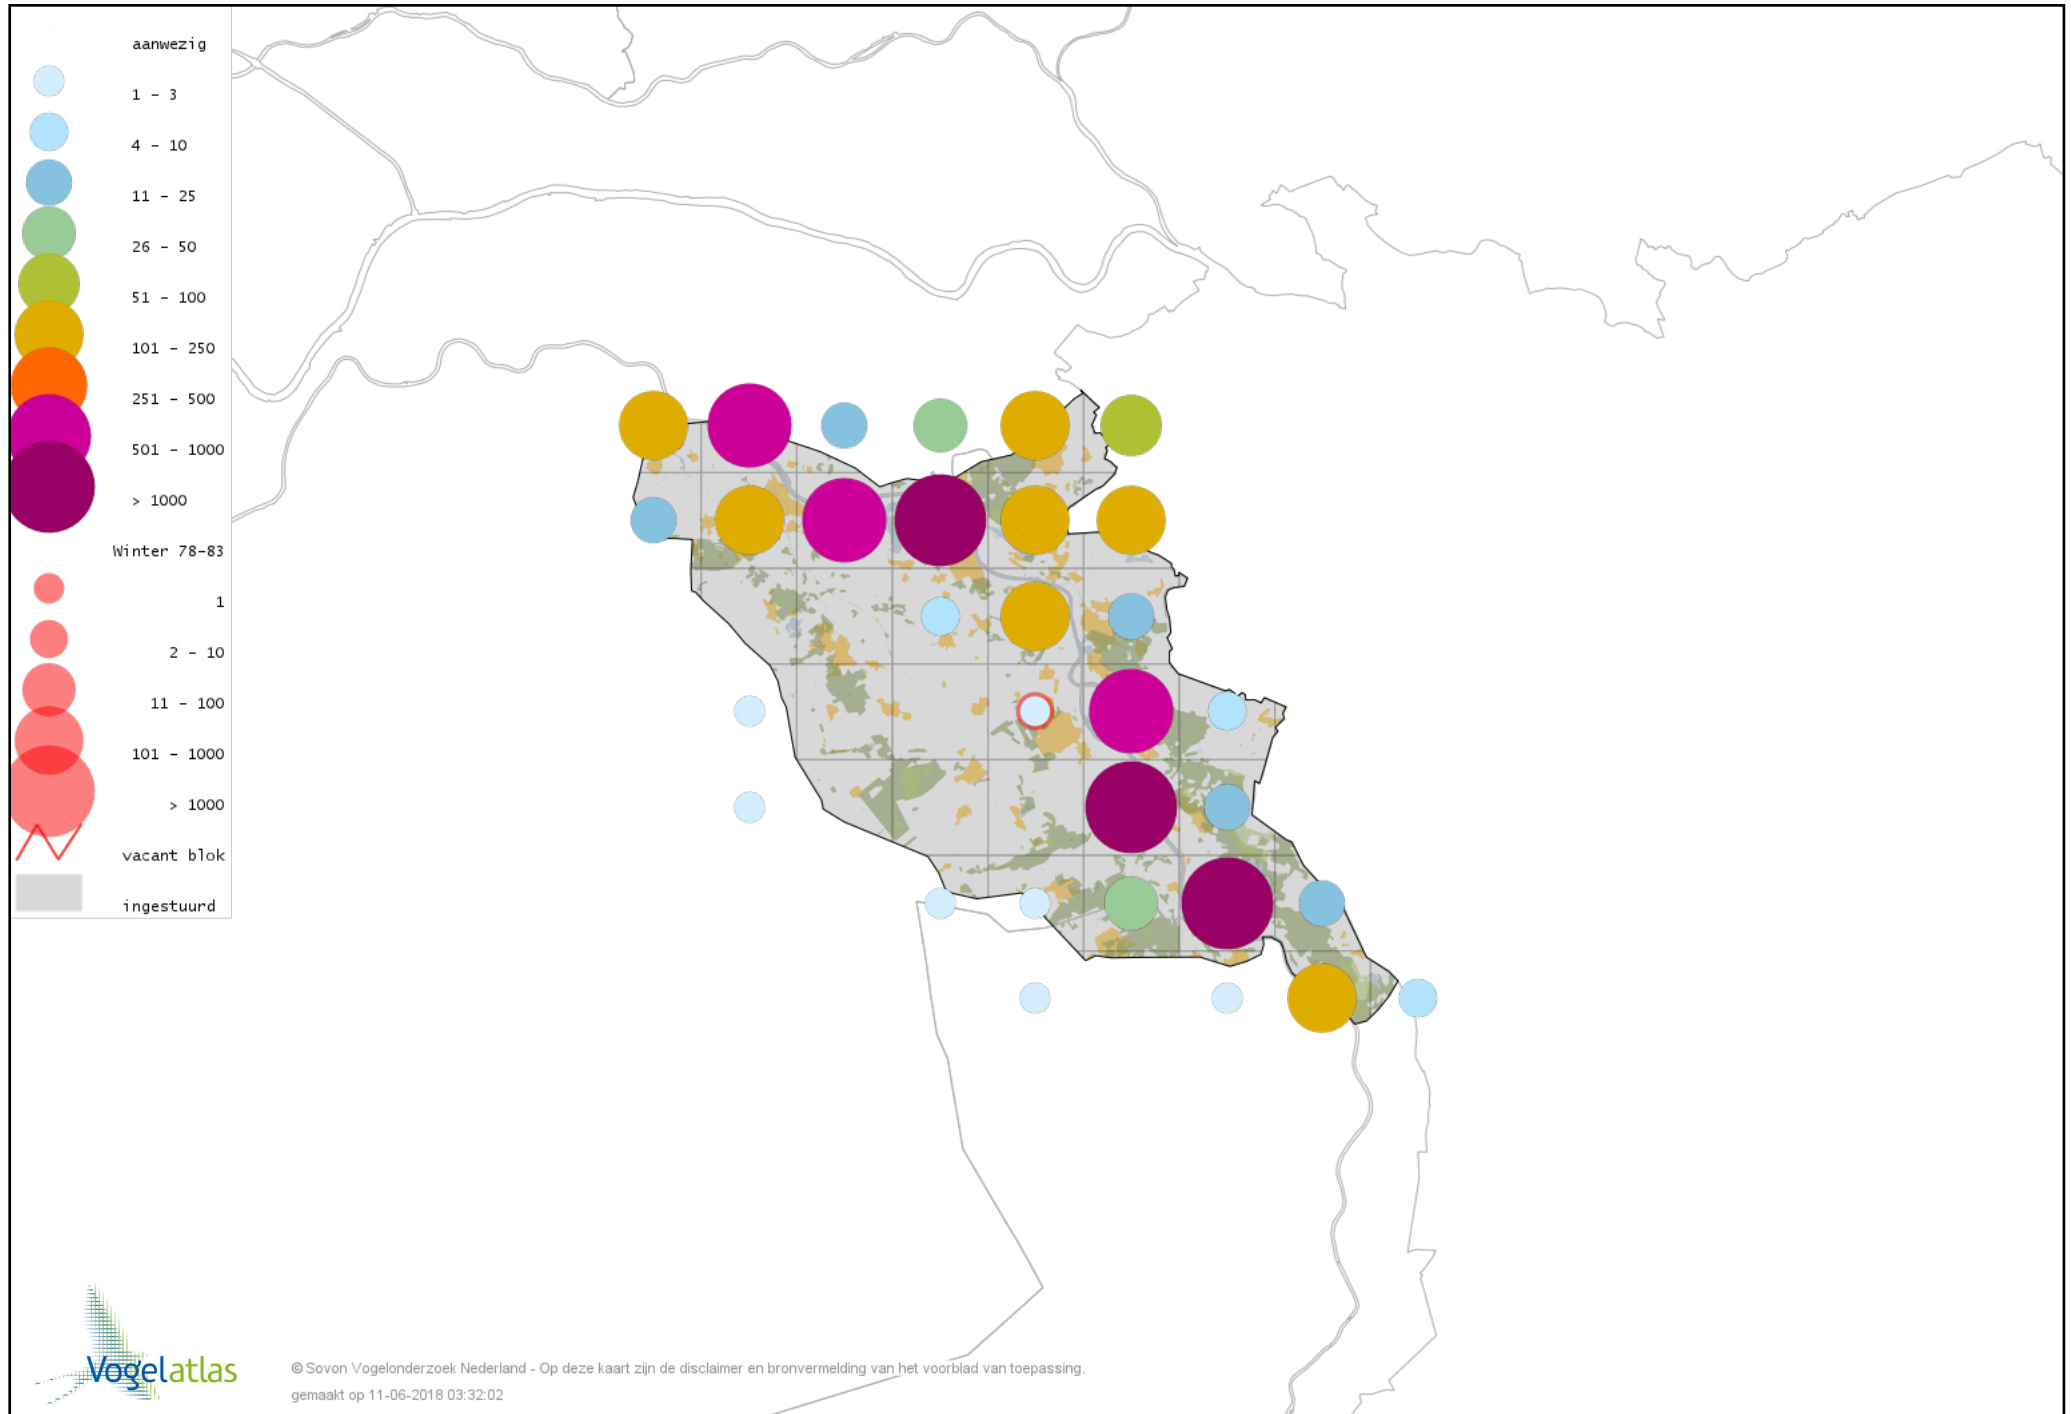 aanwezig
1 - 3
4 - 10
11 - 25
26 - 50
51 - 100
101 - 250
251 - 500
501 - 1000
> 1000
Winter 78-83
1
2 - 10
11 - 100
101 - 1000
> 1000
vacant blok
ingestuurd
Vogelatlas
© Sovon Vogelonderzoek Nederland - Op deze kaart zijn de disclaimer en bronvermelding van het voorblad van toepassing.
gemaakt op 11-06-2018 03:32:02